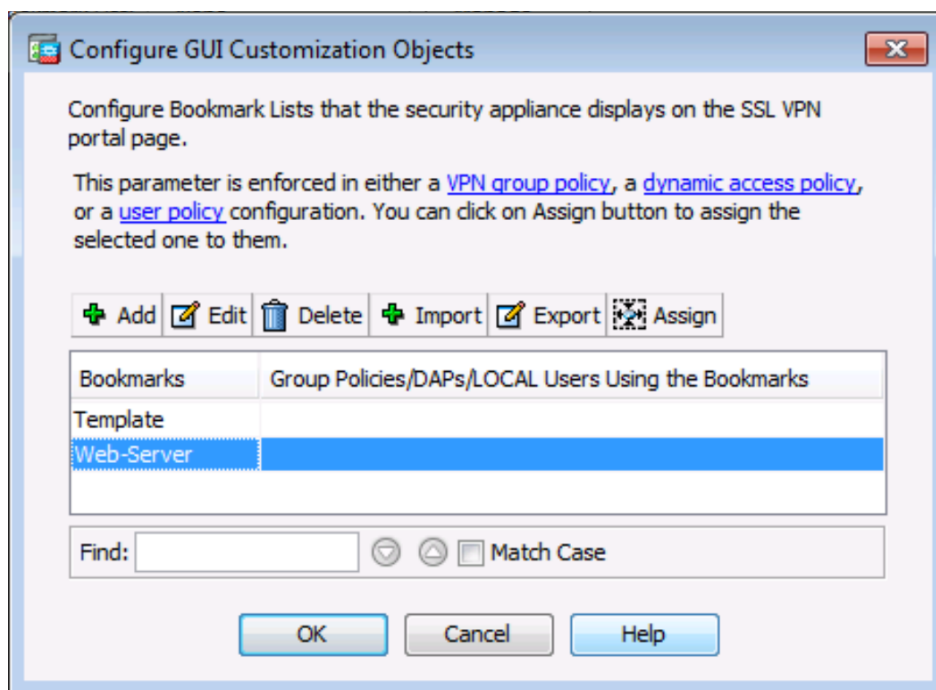 Configure GUI Customization Objects
Configure Bookmark Lists that the security appliance displays on the SSL VPN
portal page.
This parameter is enforced in either a VPN group policy, a dynamic access policy,
or a user policy configuration. You can click on Assign button to assign the
selected one to them.
Add Edit Delete Import Export Assign
Bookmarks Group Policies/DAPs/LOCAL Users Using the Bookmarks
Template
Web-Server
Find: Match Case
OK Cancel Help